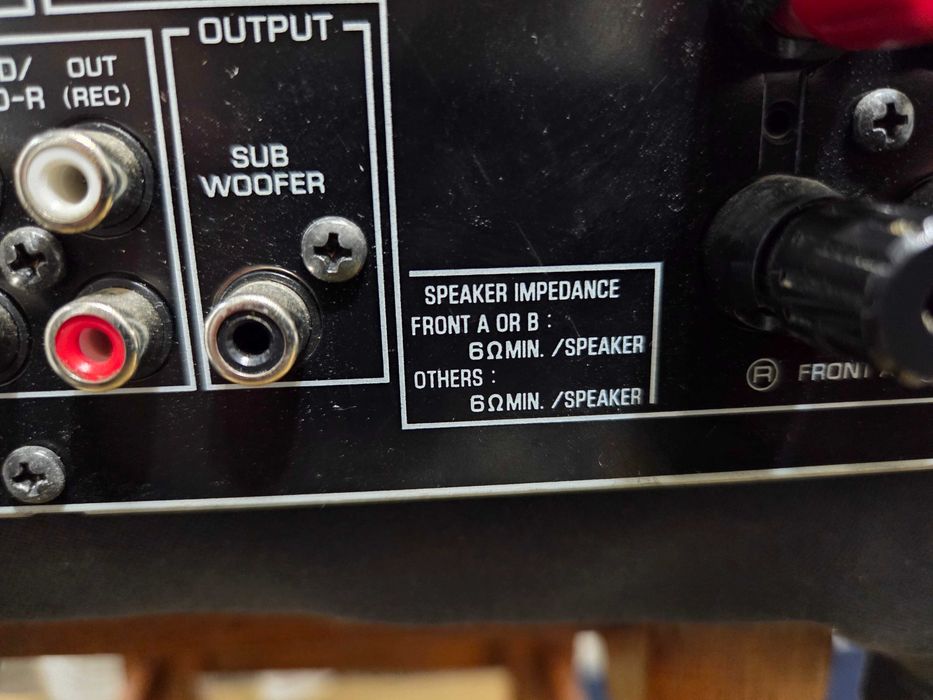 OUTPUT
D/ OUT
D-R (REC)
SUB
WOOFER
SPEAKER IMPEDANCE
FRONT A OR B :
6ΩMIN. /SPEAKER
OTHERS :
6ΩMIN. /SPEAKER
R FRONT A